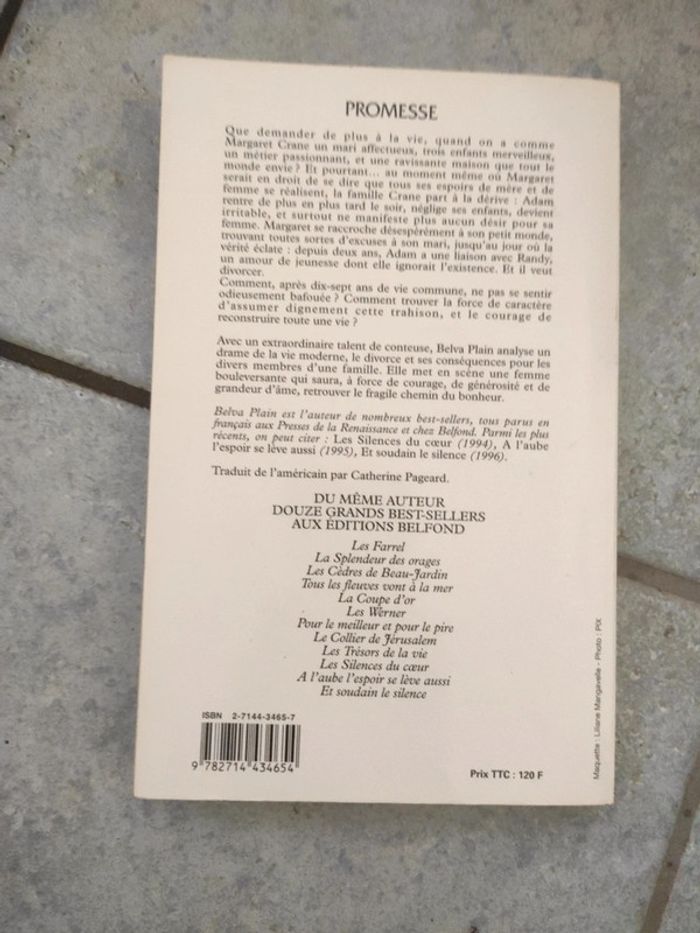 PROMESSE
Que demander de plus à la vie, quand on a comme
Margaret Crane un mari affectueux, trois enfants merveilleux,
un métier passionnant, et une ravissante maison que tout le
monde envie ? Et pourtant... au moment même où Margaret
serait en droit de se dire que tous ses espoirs de mère et de
femme se réalisent, la famille Crane part à la dérive : Adam
rentre de plus en plus tard le soir, néglige ses enfants, devient
irritable, et surtout ne manifeste plus aucun désir pour sa
femme. Margaret se raccroche désespérément à son petit monde,
trouvant toutes sortes d'excuses à son mari, jusqu'au jour où la
vérité éclate : depuis deux ans, Adam a une liaison avec Randy,
un amour de jeunesse dont elle ignorait l'existence. Et il veut
divorcer.
Comment, après dix-sept ans de vie commune, ne pas se sentir
odieusement bafouée ? Comment trouver la force de caractère
d'assumer dignement cette trahison, et le courage de
reconstruire toute une vie ?
Avec un extraordinaire talent de conteuse, Belva Plain analyse un
drame de la vie moderne, le divorce et ses conséquences pour les
divers membres d'une famille. Elle met en scène une femme
bouleversante qui saura, à force de courage, de générosité et de
grandeur d'âme, retrouver le fragile chemin du bonheur.
Belva Plain est l'auteur de nombreux best-sellers, tous parus en
français aux Presses de la Renaissance et chez Belfond. Parmi les plus
récents, on peut citer : Les Silences du cœur (1994), A l'aube
l'espoir se lève aussi (1995), Et soudain le silence (1996).
Traduit de l'américain par Catherine Pageard.
DU MÊME AUTEUR
DOUZE GRANDS BEST-SELLERS
AUX ÉDITIONS BELFOND
Les Farrel
La Splendeur des orages
Les Cèdres de Beau-Jardin
Tous les fleuves vont à la mer
La Coupe d'or
Les Werner
Pour le meilleur et pour le pire
Le Collier de Jérusalem
Les Trésors de la vie
Les Silences du cœur
A l'aube l'espoir se lève aussi
Et soudain le silence
ISBN 2-7144-3465-7
9 782714 434654
Prix TTC : 120 F
Maquette : Liliane Mangavelle - Photo : PIX